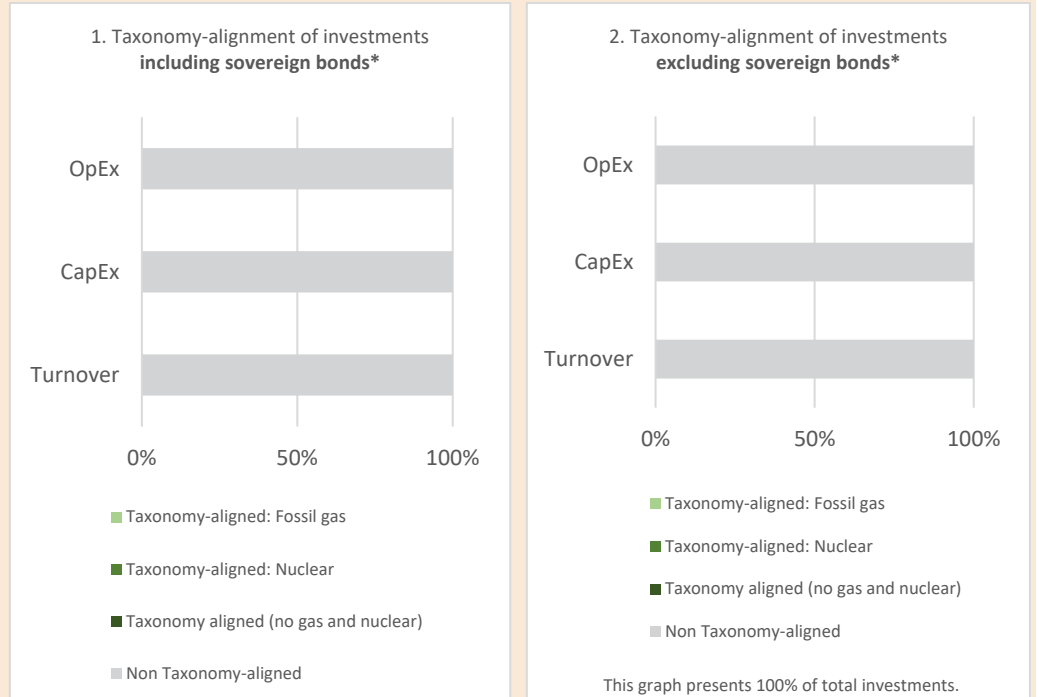 1. Taxonomy-alignment of investments
including sovereign bonds*
OpEx
CapEx
Turnover
0% 50% 100%
Taxonomy-aligned: Fossil gas
Taxonomy-aligned: Nuclear
Taxonomy aligned (no gas and nuclear)
Non Taxonomy-aligned
2. Taxonomy-alignment of investments
excluding sovereign bonds*
OpEx
CapEx
Turnover
0% 50% 100%
Taxonomy-aligned: Fossil gas
Taxonomy-aligned: Nuclear
Taxonomy aligned (no gas and nuclear)
Non Taxonomy-aligned
This graph presents 100% of total investments.